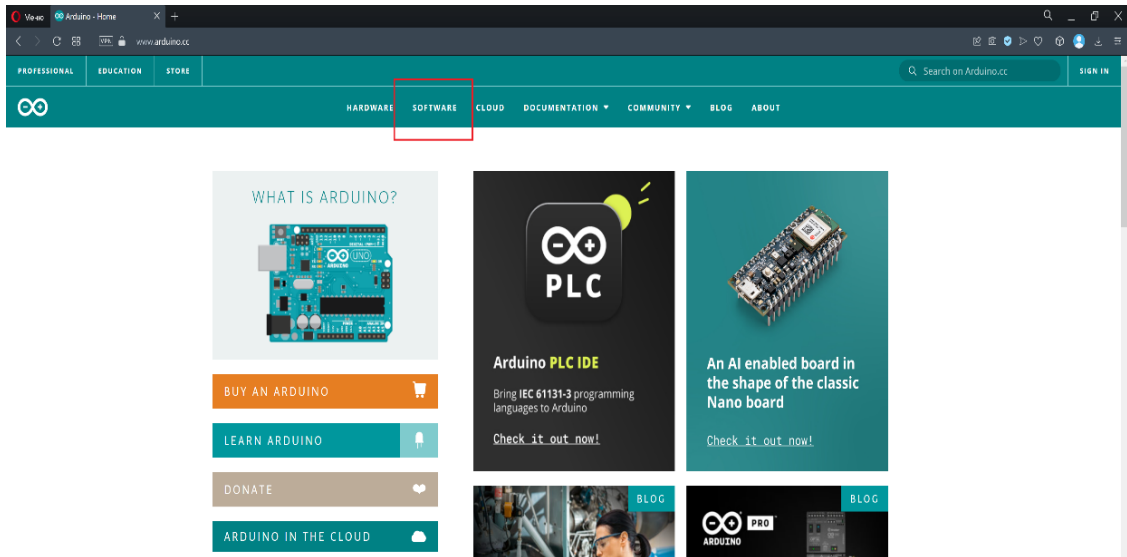 Arduino - Home
VPN
www.arduino.cc
PROFESSIONAL EDUCATION STORE
Search on Arduino.cc
SIGN IN
HARDWARE SOFTWARE CLOUD DOCUMENTATION COMMUNITY BLOG ABOUT
WHAT IS ARDUINO?
UNO
ARDUINO
BUY AN ARDUINO
LEARN ARDUINO
DONATE
ARDUINO IN THE CLOUD
PLC
Arduino PLC IDE
Bring IEC 61131-3 programming
languages to Arduino
Check it out now!
An AI enabled board in
the shape of the classic
Nano board
Check it out now!
BLOG
BLOG
PRO
ARDUINO